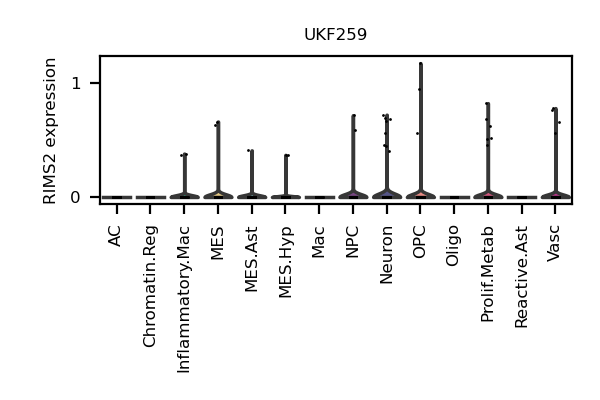 UKF259
RIMS2 expression
1
0
AC
Chromatin.Reg
Inflammatory.Mac
MES
MES.Ast
MES.Hyp
Mac
NPC
Neuron
OPC
Oligo
Prolif.Metab
Reactive.Ast
Vasc